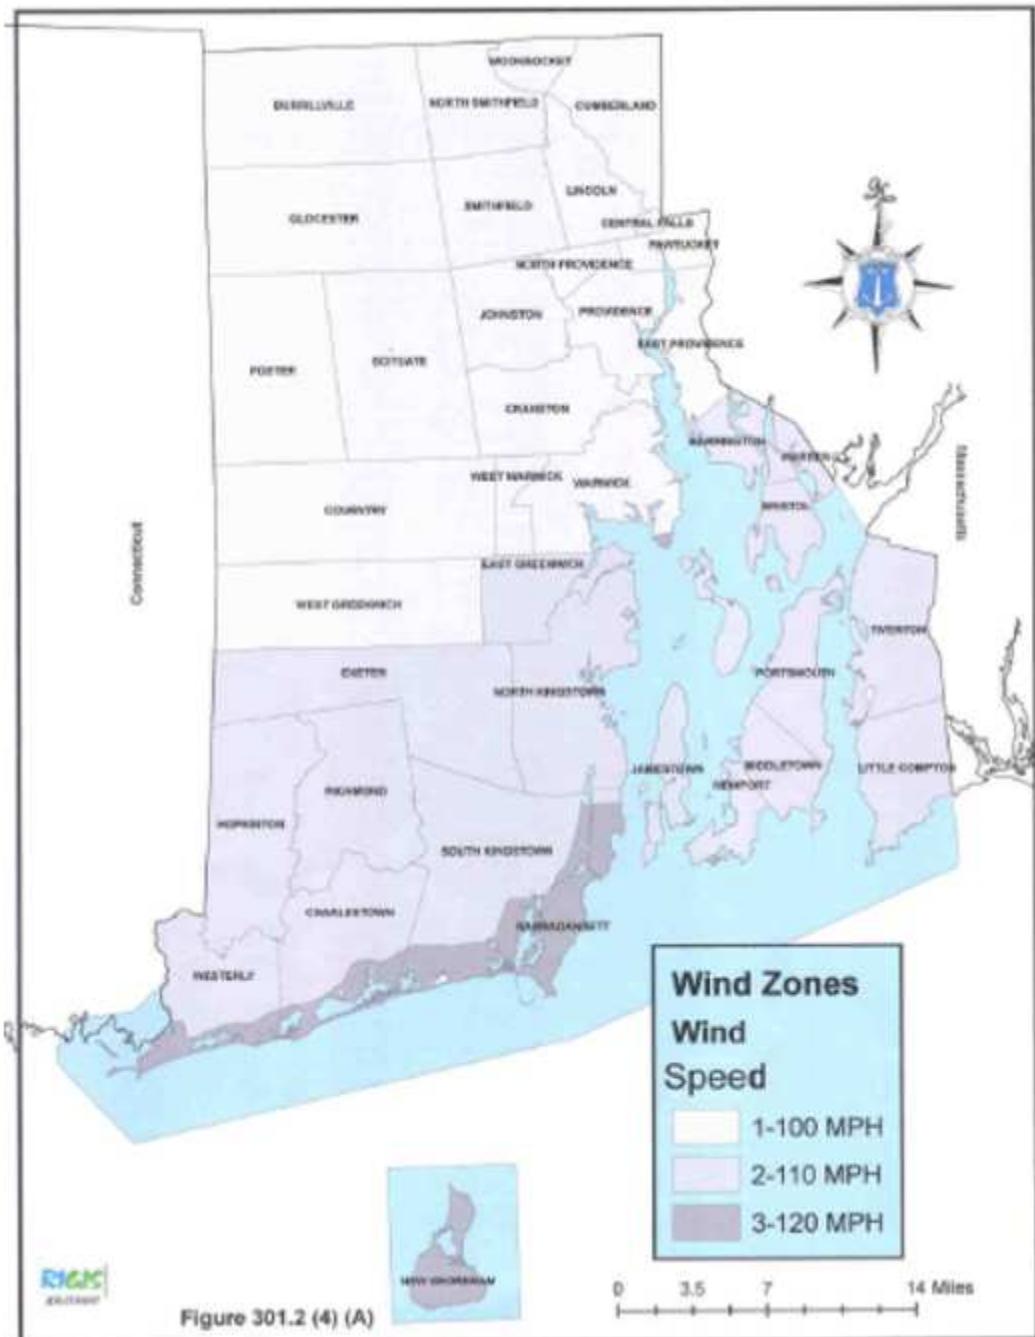 WOONSOCKET
BURRILLVILLE
NORTH SMITHFIELD
CUMBERLAND
LINCOLN
SMITHFIELD
GLOCESTER
CENTRAL FALLS
PAWTUCKET
NORTH PROVIDENCE
JOHNSTON
PROVIDENCE
EAST PROVIDENCE
SCITUATE
FOSTER
CRANSTON
BARRINGTON
WARREN
WEST WARWICK
WARWICK
BRISTOL
COVENTRY
Connecticut
Massachusetts
EAST GREENWICH
WEST GREENWICH
TIVERTON
EXETER
PORTSMOUTH
NORTH KINGSTOWN
JAMESTOWN
MIDDLETOWN
LITTLE COMPTON
NEWPORT
RICHMOND
HOPKINTON
SOUTH KINGSTOWN
CHARLESTOWN
NARRAGANSETT
WESTERLY
Wind Zones
Wind
Speed
1-100 MPH
2-110 MPH
3-120 MPH
NEW SHOREHAM
RIGIS
0 3.5 7 14 Miles
Figure 301.2 (4) (A)